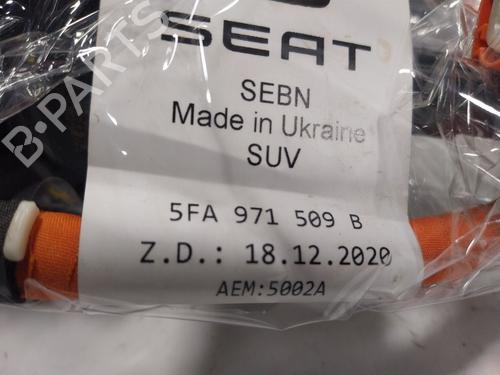 SEAT
SEBN
Made in Ukraine
SUV
5FA 971 509 B
Z.D.: 18.12.2020
AEM:5002A
B-PARTS